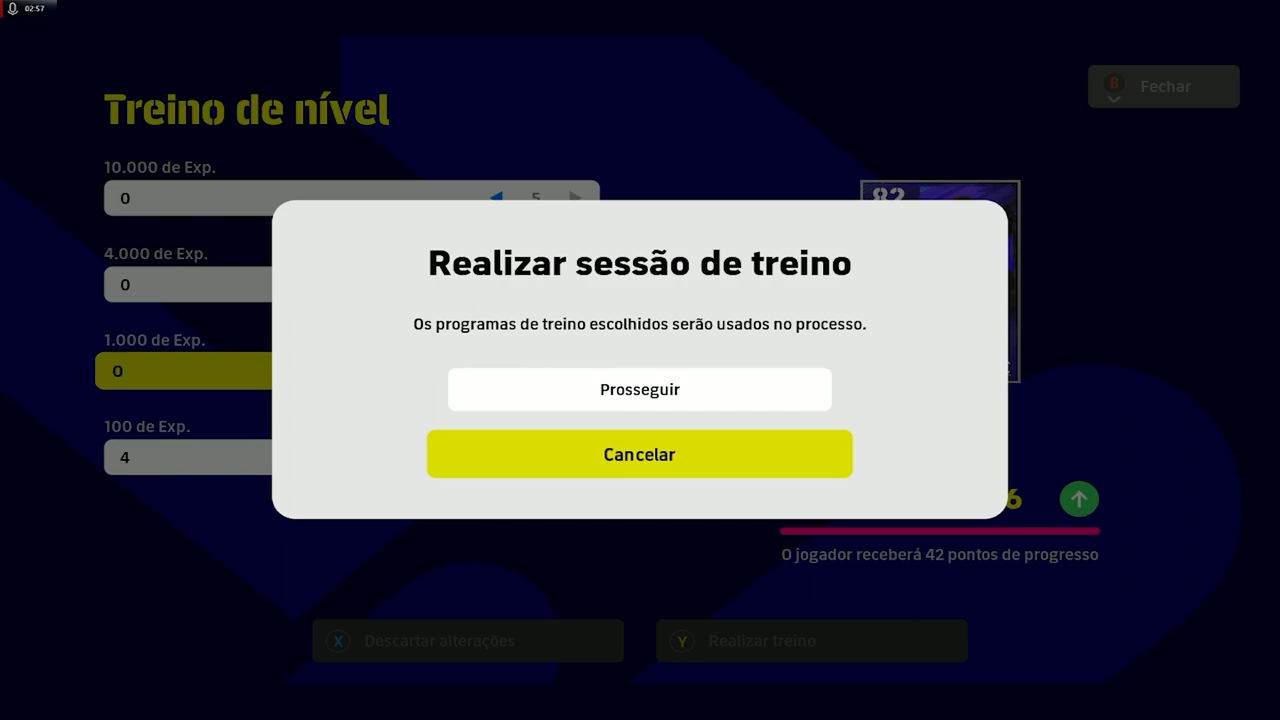 02:57
Treino de nível
B Fechar
10.000 de Exp.
0
5
82
4.000 de Exp.
0
Realizar sessão de treino
Os programas de treino escolhidos serão usados no processo.
1.000 de Exp.
0
Prosseguir
100 de Exp.
4
Cancelar
6
O jogador receberá 42 pontos de progresso
X Descartar alterações
Y Realizar treino